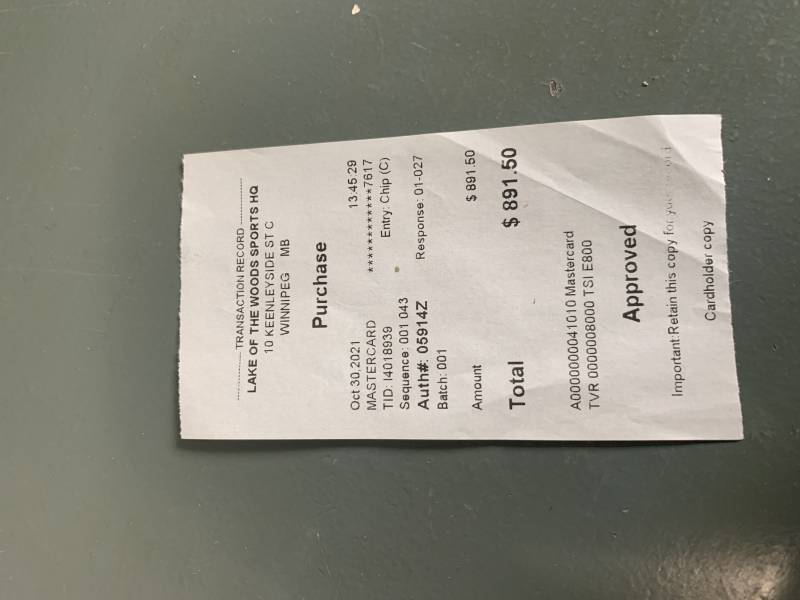 --------------- TRANSACTION RECORD ---------------
LAKE OF THE WOODS SPORTS HQ
10 KEENLEYSIDE ST C
WINNIPEG MB
Purchase
Oct 30,2021 13:45:29
MASTERCARD ************7617
TID: I4018939 Entry: Chip (C)
Sequence: 001 043
Auth#: 05914Z Response: 01-027
Batch: 001
Amount $ 891.50
Total $ 891.50
A0000000041010 Mastercard
TVR 0000008000 TSI E800
Approved
Important:Retain this copy for
Cardholder copy